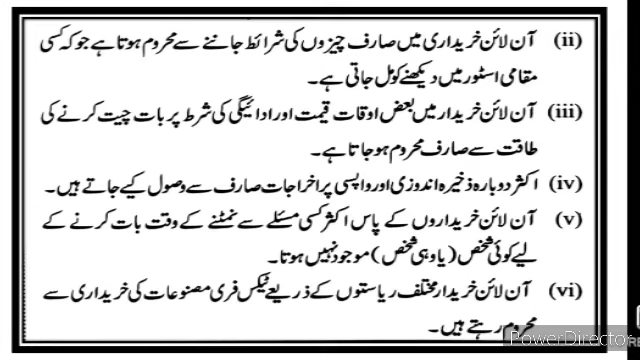 (ii) آن لائن خریداری میں صارف چیزوں کی شرائط جاننے سے محروم ہوتا ہے جو کہ کسی
مقامی اسٹور میں دیکھنے کو مل جاتی ہے۔
(iii) آن لائن خریدار میں بعض اوقات قیمت اور ادائیگی کی شرط پر بات چیت کرنے کی
طاقت سے صارف محروم ہو جاتا ہے۔
(iv) اکثر دوبارہ ذخیرہ اندوزی اور واپسی پر اخراجات صارف سے وصول کیے جاتے ہیں۔
(v) آن لائن خریداروں کے پاس اکثر کسی مسئلے سے نمٹنے کے وقت بات کرنے کے
لیے کوئی شخص (یا وہی شخص) موجود نہیں ہوتا۔
(vi) آن لائن خریدار مختلف ریاستوں کے ذریعے ٹیکس فری مصنوعات کی خریداری سے
محروم رہتے ہیں۔
PowerDirector